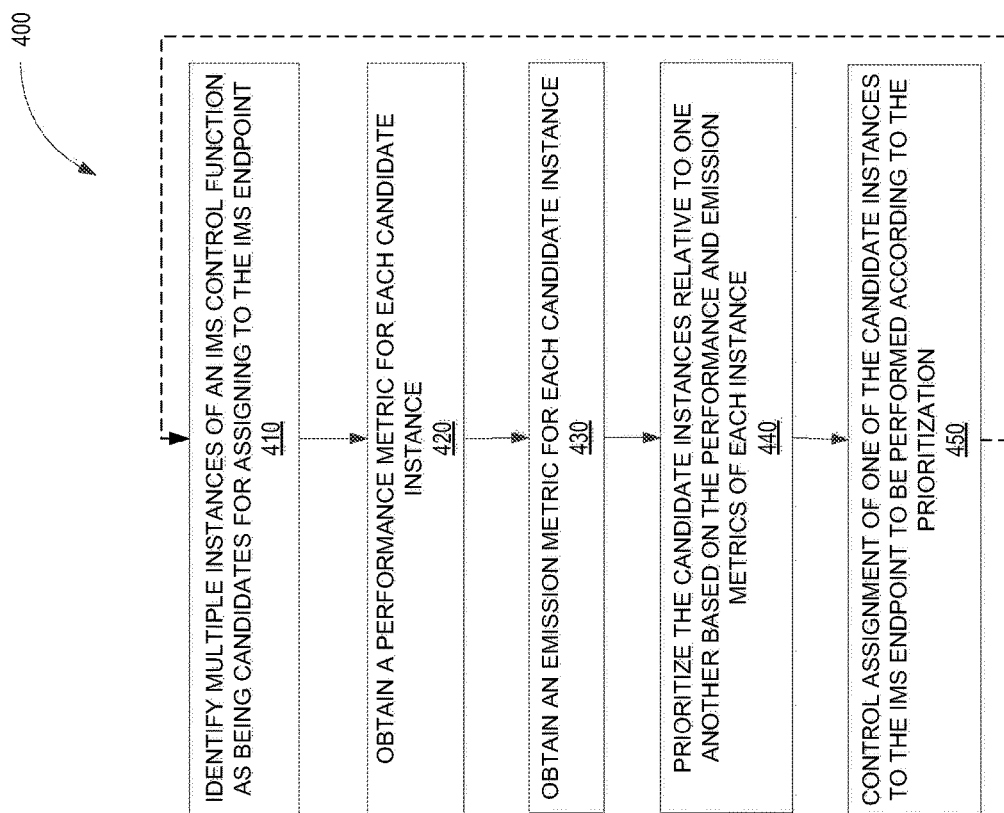 400
IDENTIFY MULTIPLE INSTANCES OF AN IMS CONTROL FUNCTION
AS BEING CANDIDATES FOR ASSIGNING TO THE IMS ENDPOINT
410
OBTAIN A PERFORMANCE METRIC FOR EACH CANDIDATE
INSTANCE
420
OBTAIN AN EMISSION METRIC FOR EACH CANDIDATE INSTANCE
430
PRIORITIZE THE CANDIDATE INSTANCES RELATIVE TO ONE
ANOTHER BASED ON THE PERFORMANCE AND EMISSION
METRICS OF EACH INSTANCE
440
CONTROL ASSIGNMENT OF ONE OF THE CANDIDATE INSTANCES
TO THE IMS ENDPOINT TO BE PERFORMED ACCORDING TO THE
PRIORITIZATION
450